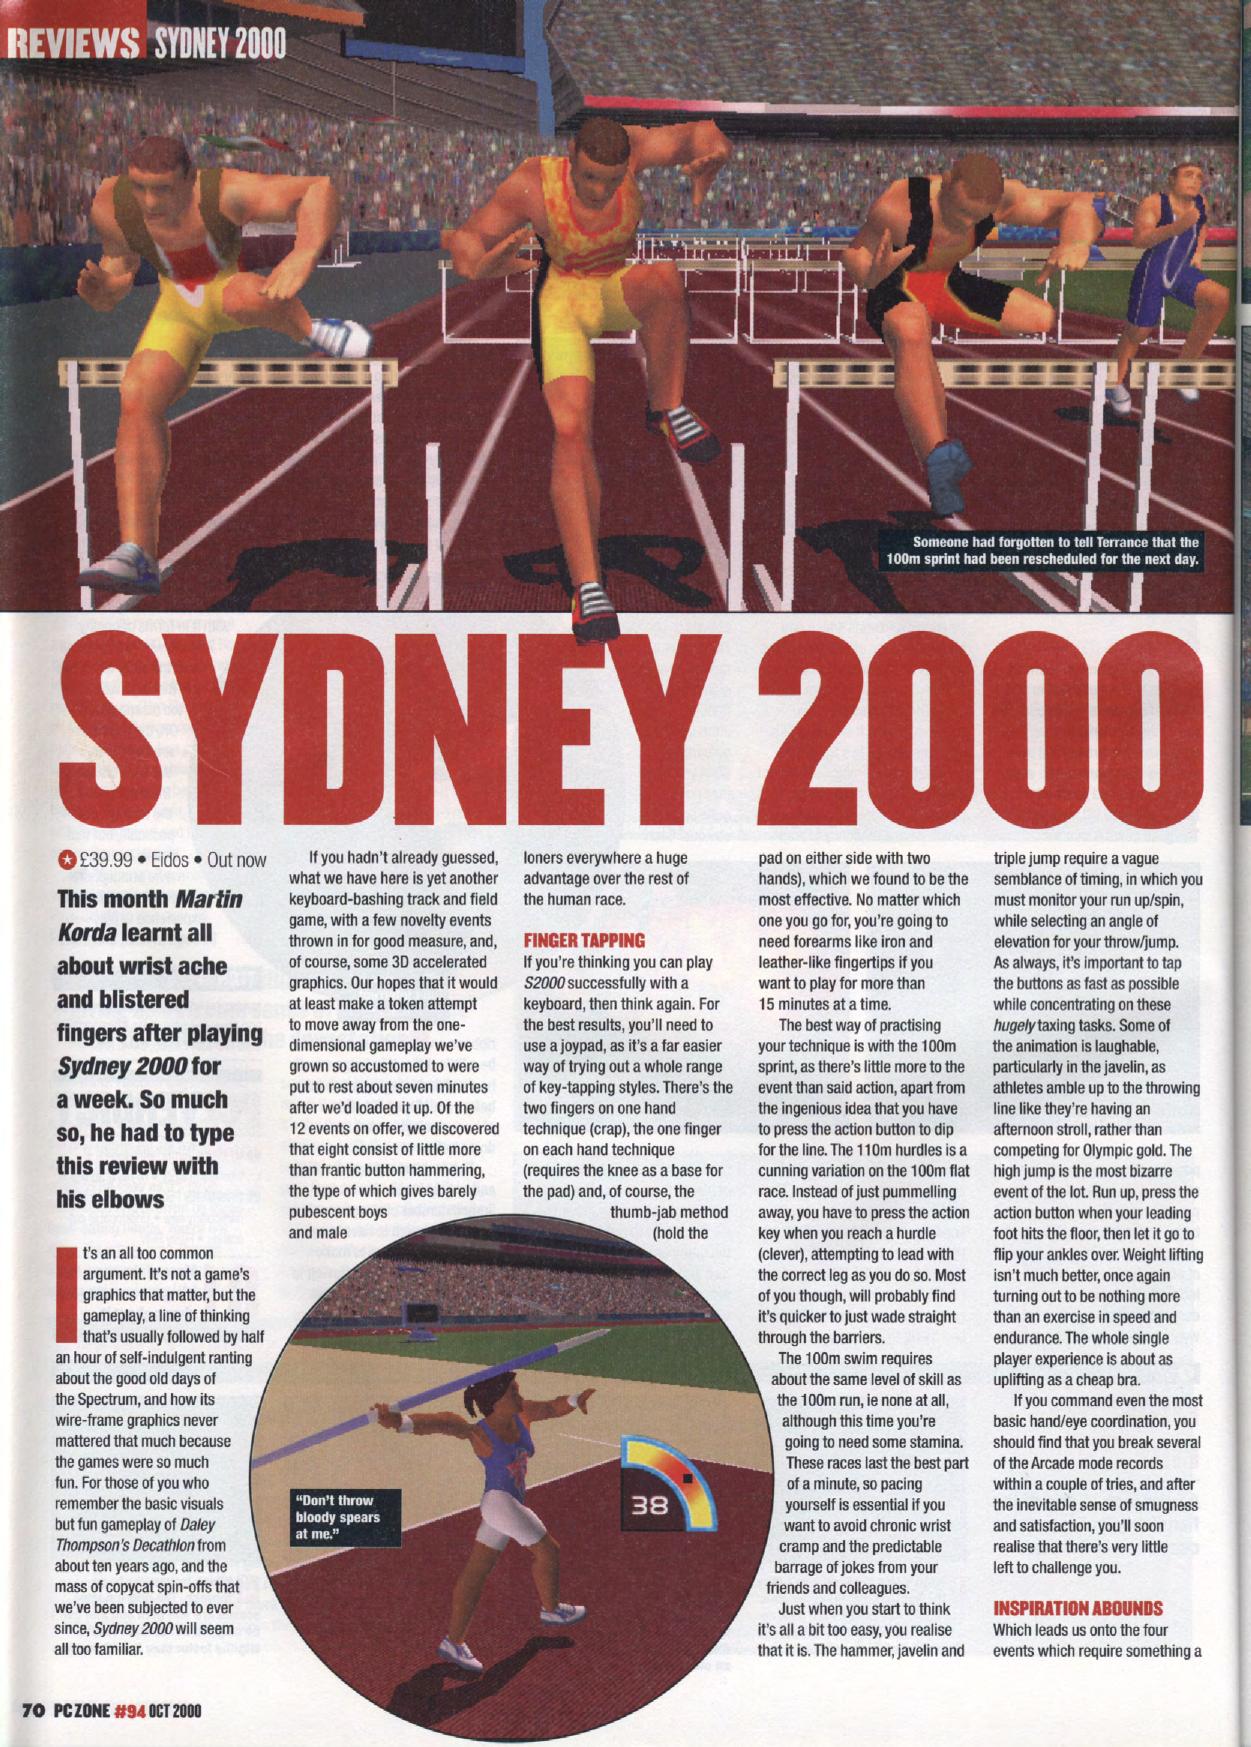 REVIEWS SYDNEY 2000
Someone had forgotten to tell Terrance that the
100m sprint had been rescheduled for the next day.
SYDNEY 2000
£39.99 • Eidos • Out now
This month Martin
Korda learnt all
about wrist ache
and blistered
fingers after playing
Sydney 2000 for
a week. So much
so, he had to type
this review with
his elbows
It's an all too common
argument. It's not a game's
graphics that matter, but the
gameplay, a line of thinking
that's usually followed by half
an hour of self-indulgent ranting
about the good old days of
the Spectrum, and how its
wire-frame graphics never
mattered that much because
the games were so much
fun. For those of you who
remember the basic visuals
but fun gameplay of Daley
Thompson's Decathlon from
about ten years ago, and the
mass of copycat spin-offs that
we've been subjected to ever
since, Sydney 2000 will seem
all too familiar.
If you hadn't already guessed,
what we have here is yet another
keyboard-bashing track and field
game, with a few novelty events
thrown in for good measure, and,
of course, some 3D accelerated
graphics. Our hopes that it would
at least make a token attempt
to move away from the one-
dimensional gameplay we've
grown so accustomed to were
put to rest about seven minutes
after we'd loaded it up. Of the
12 events on offer, we discovered
that eight consist of little more
than frantic button hammering,
the type of which gives barely
pubescent boys
and male
loners everywhere a huge
advantage over the rest of
the human race.
FINGER TAPPING
If you're thinking you can play
S2000 successfully with a
keyboard, then think again. For
the best results, you'll need to
use a joypad, as it's a far easier
way of trying out a whole range
of key-tapping styles. There's the
two fingers on one hand
technique (crap), the one finger
on each hand technique
(requires the knee as a base for
the pad) and, of course, the
thumb-jab method
(hold the
pad on either side with two
hands), which we found to be the
most effective. No matter which
one you go for, you're going to
need forearms like iron and
leather-like fingertips if you
want to play for more than
15 minutes at a time.
The best way of practising
your technique is with the 100m
sprint, as there's little more to the
event than said action, apart from
the ingenious idea that you have
to press the action button to dip
for the line. The 110m hurdles is a
cunning variation on the 100m flat
race. Instead of just pummelling
away, you have to press the action
key when you reach a hurdle
(clever), attempting to lead with
the correct leg as you do so. Most
of you though, will probably find
it's quicker to just wade straight
through the barriers.
The 100m swim requires
about the same level of skill as
the 100m run, ie none at all,
although this time you're
going to need some stamina.
These races last the best part
of a minute, so pacing
yourself is essential if you
want to avoid chronic wrist
cramp and the predictable
barrage of jokes from your
friends and colleagues.
Just when you start to think
it's all a bit too easy, you realise
that it is. The hammer, javelin and
triple jump require a vague
semblance of timing, in which you
must monitor your run up/spin,
while selecting an angle of
elevation for your throw/jump.
As always, it's important to tap
the buttons as fast as possible
while concentrating on these
hugely taxing tasks. Some of
the animation is laughable,
particularly in the javelin, as
athletes amble up to the throwing
line like they're having an
afternoon stroll, rather than
competing for Olympic gold. The
high jump is the most bizarre
event of the lot. Run up, press the
action button when your leading
foot hits the floor, then let it go to
flip your ankles over. Weight lifting
isn't much better, once again
turning out to be nothing more
than an exercise in speed and
endurance. The whole single
player experience is about as
uplifting as a cheap bra.
If you command even the most
basic hand/eye coordination, you
should find that you break several
of the Arcade mode records
within a couple of tries, and after
the inevitable sense of smugness
and satisfaction, you'll soon
realise that there's very little
left to challenge you.
INSPIRATION ABOUNDS
Which leads us onto the four
events which require something a
"Don't throw
bloody spears
at me."
38
70 PCZONE #94 OCT 2000